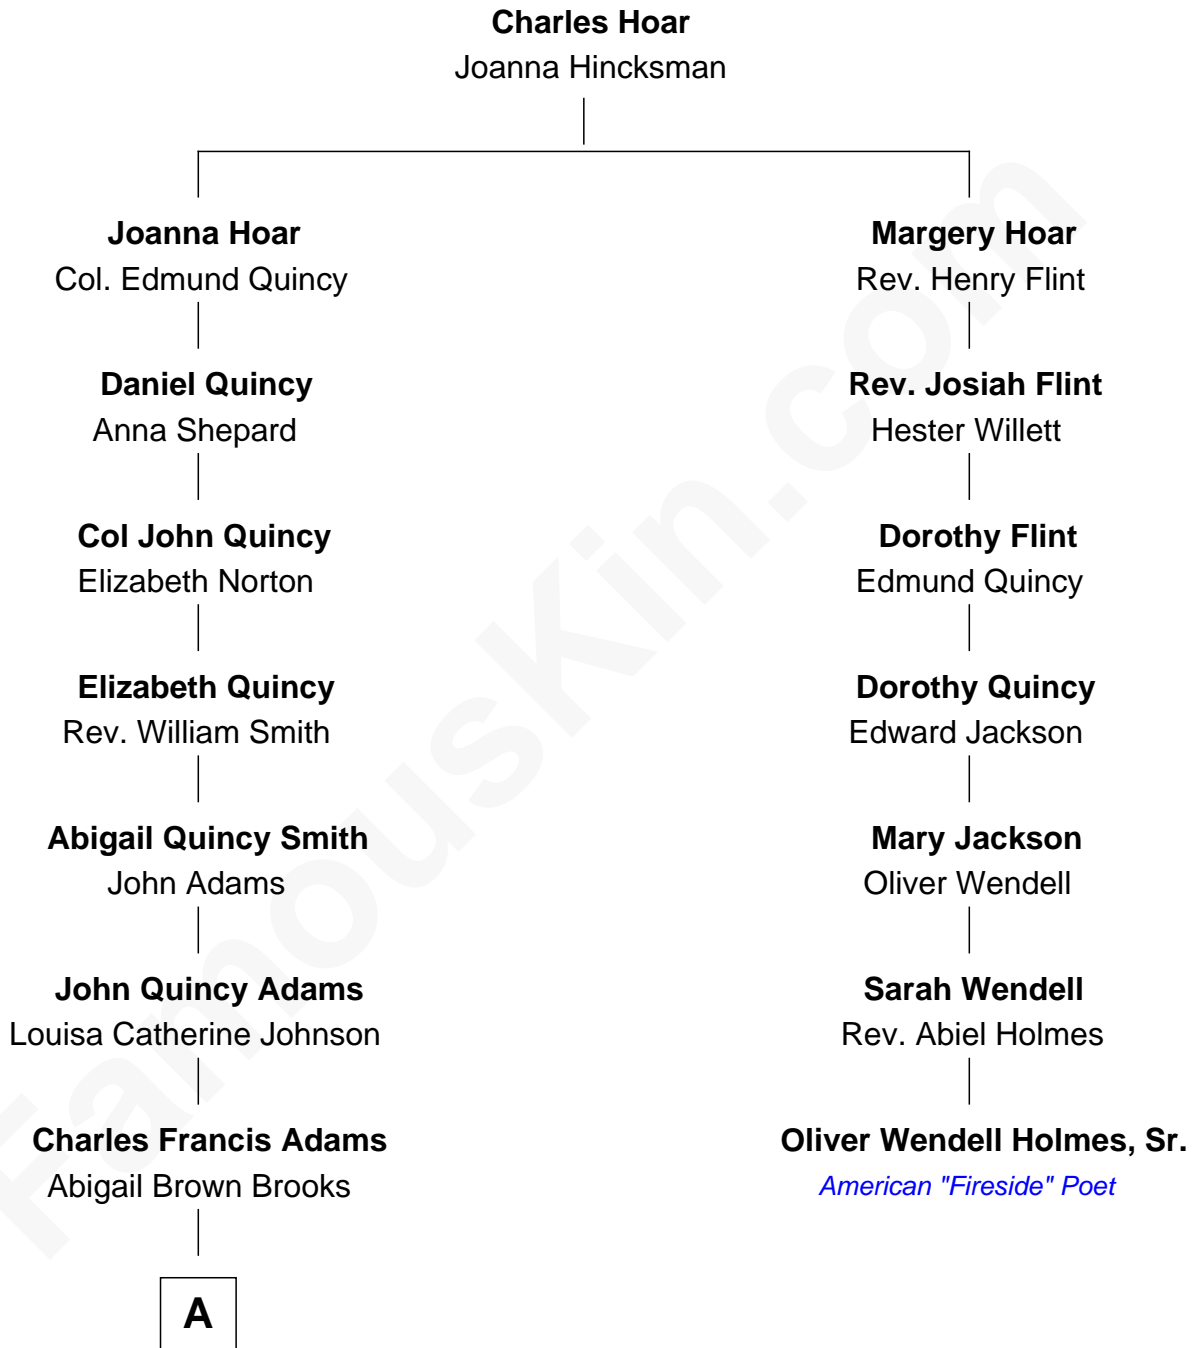 Charles Hoar
Joanna Hincksman
Joanna Hoar
Col. Edmund Quincy
Daniel Quincy
Anna Shepard
Col John Quincy
Elizabeth Norton
Elizabeth Quincy
Rev. William Smith
Abigail Quincy Smith
John Adams
John Quincy Adams
Louisa Catherine Johnson
Charles Francis Adams
Abigail Brown Brooks
A
Margery Hoar
Rev. Henry Flint
Rev. Josiah Flint
Hester Willett
Dorothy Flint
Edmund Quincy
Dorothy Quincy
Edward Jackson
Mary Jackson
Oliver Wendell
Sarah Wendell
Rev. Abiel Holmes
Oliver Wendell Holmes, Sr.
American "Fireside" Poet
FamousKin.com